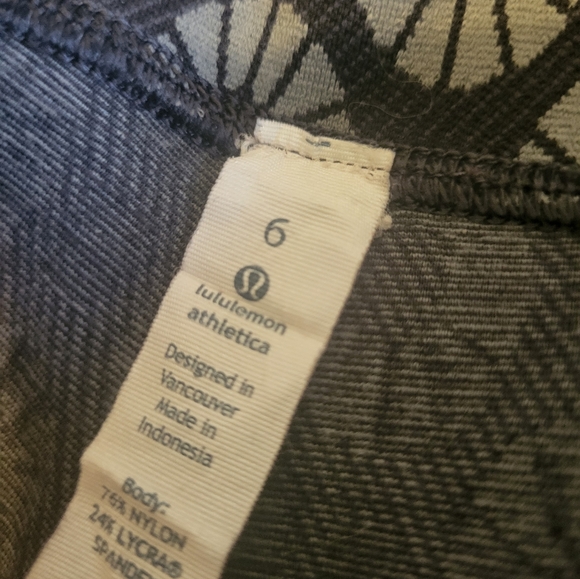 6
lululemon
athletica
Designed in
Vancouver
Made in
Indonesia
Body:
76% NYLON
24% LYCRA®